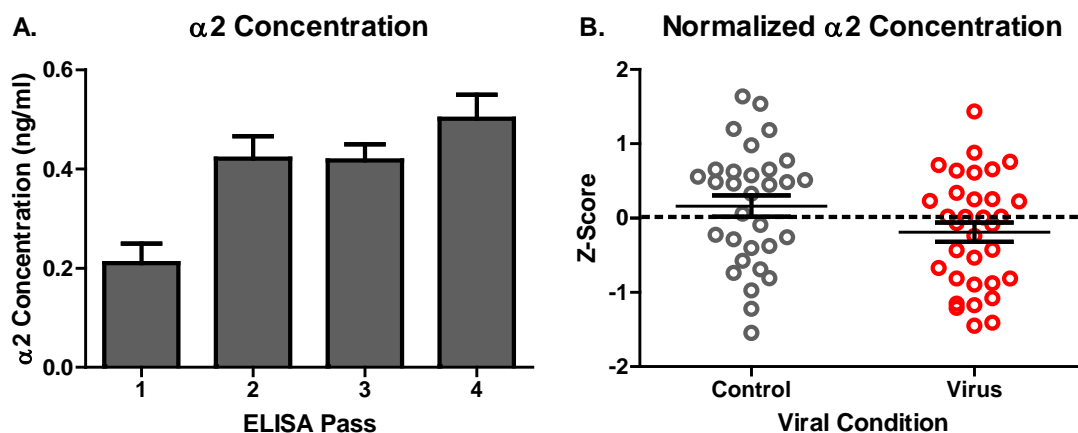 A.
α2 Concentration
α2 Concentration (ng/ml)
0.6
0.4
0.2
0.0
1 2 3 4
ELISA Pass
B.
Normalized α2 Concentration
Z-Score
2
1
0
-1
-2
Control Virus
Viral Condition